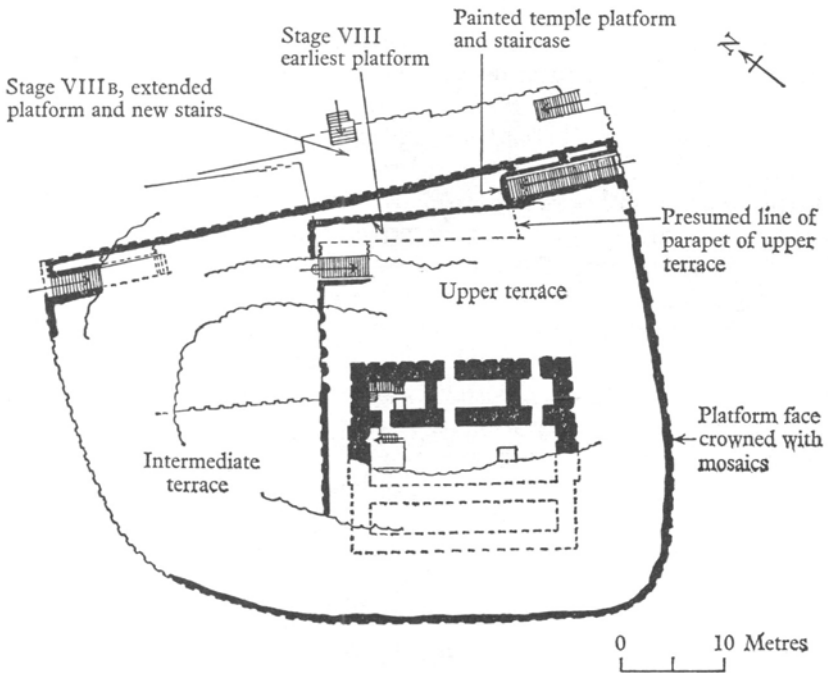 Painted temple platform
and staircase
N
Stage VIII
earliest platform
Stage VIIIB, extended
platform and new stairs
Presumed line of
parapet of upper
terrace
Upper terrace
Platform face
crowned with
mosaics
Intermediate
terrace
0 10 Metres